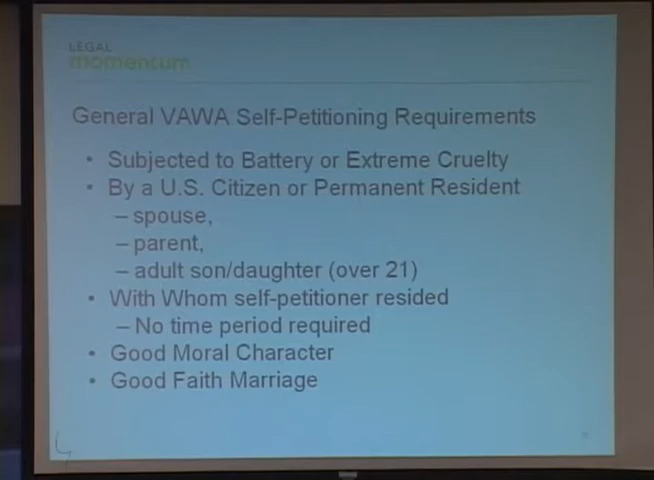 LEGAL
momentum
General VAWA Self-Petitioning Requirements
• Subjected to Battery or Extreme Cruelty
• By a U.S. Citizen or Permanent Resident
– spouse,
– parent,
– adult son/daughter (over 21)
• With Whom self-petitioner resided
– No time period required
• Good Moral Character
• Good Faith Marriage